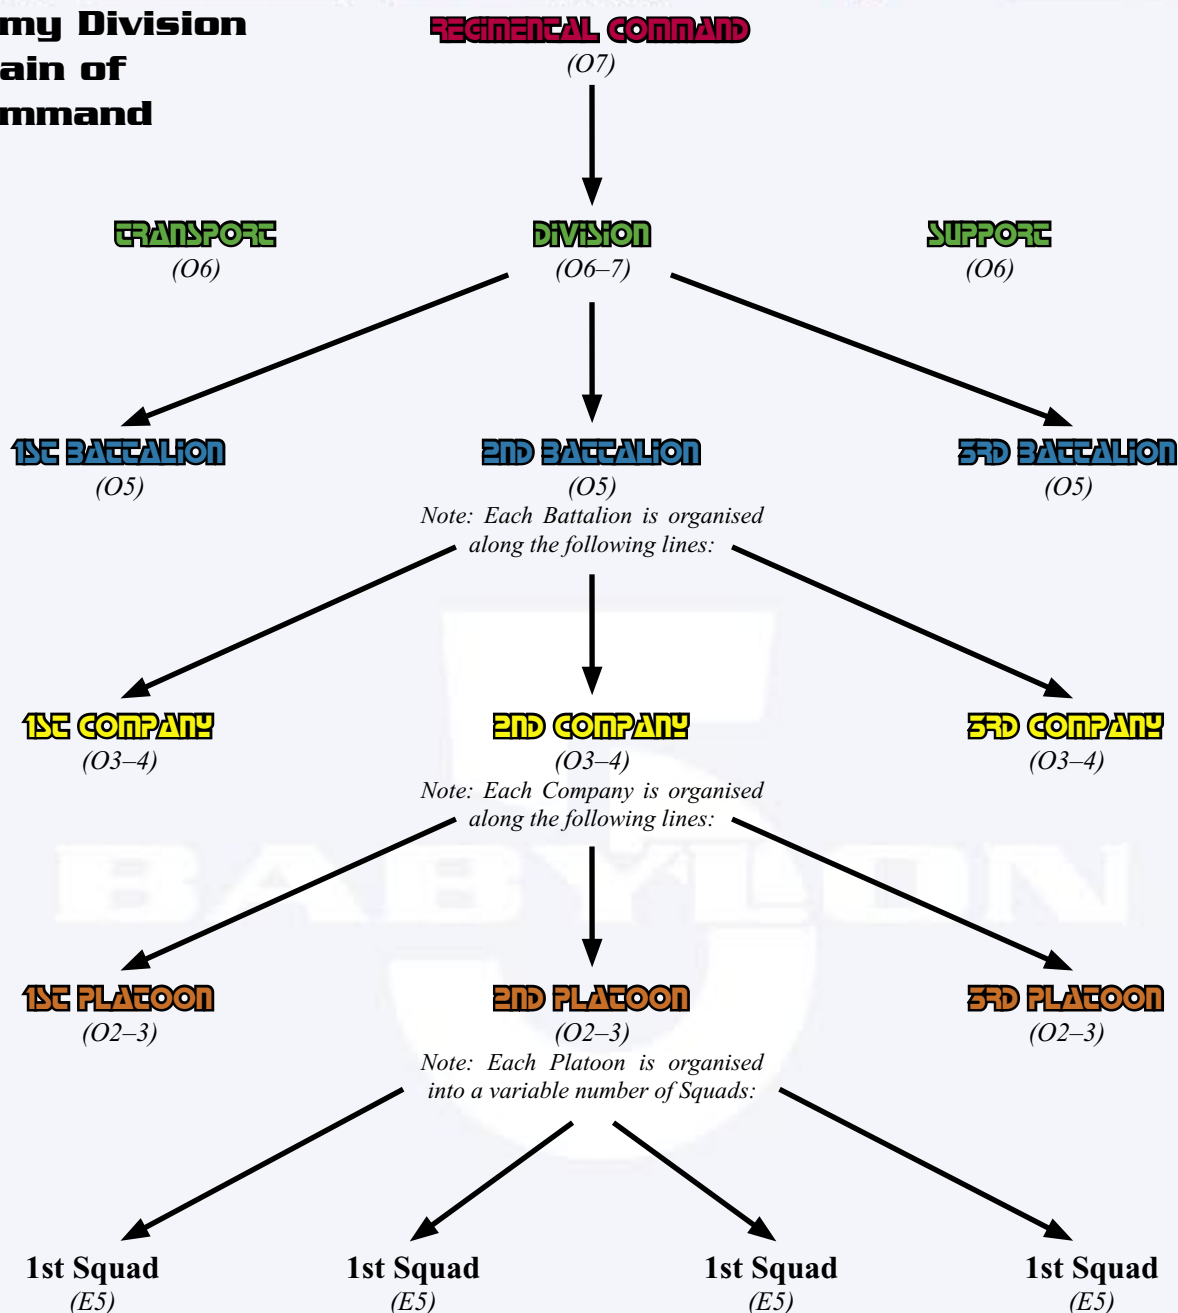 my Division
ain of
mmand
REGIMENTAL COMMAND
(O7)
TRANSPORT
(O6)
DIVISION
(O6–7)
SUPPORT
(O6)
1ST BATTALION
(O5)
2ND BATTALION
(O5)
3RD BATTALION
(O5)
Note: Each Battalion is organised
along the following lines:
1ST COMPANY
(O3–4)
2ND COMPANY
(O3–4)
3RD COMPANY
(O3–4)
Note: Each Company is organised
along the following lines:
BABYLON
5
1ST PLATOON
(O2–3)
2ND PLATOON
(O2–3)
3RD PLATOON
(O2–3)
Note: Each Platoon is organised
into a variable number of Squads:
1st Squad
(E5)
1st Squad
(E5)
1st Squad
(E5)
1st Squad
(E5)